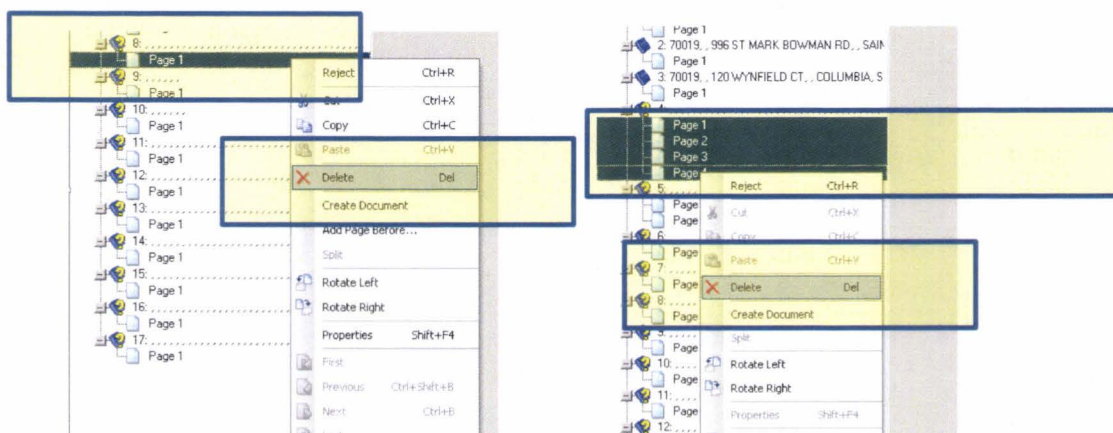 8:
Page 1
9:
Page 1
10:
Page 1
11:
Page 1
12:
Page 1
13:
Page 1
14:
Page 1
15:
Page 1
16:
Page 1
17:
Page 1
Reject Ctrl+R
Cut Ctrl+X
Copy Ctrl+C
Paste Ctrl+V
Delete Del
Create Document
Add Page Before...
Split
Rotate Left
Rotate Right
Properties Shift+F4
First
Previous Ctrl+Shift+B
Next Ctrl+B
Page 1
2: 70019, , 996 ST MARK BOWMAN RD, , SAIN
Page 1
3: 70019, , 120 WYNFIELD CT, , COLUMBIA, S
Page 1
4:
Page 1
Page 2
Page 3
Page 4
5:
Page
Page
6:
Page
7:
Page
8:
Page
9:
Page
10:
Page
11:
Page
12:
Reject Ctrl+R
Cut Ctrl+X
Copy Ctrl+C
Paste Ctrl+V
Delete Del
Create Document
Split
Rotate Left
Rotate Right
Properties Shift+F4